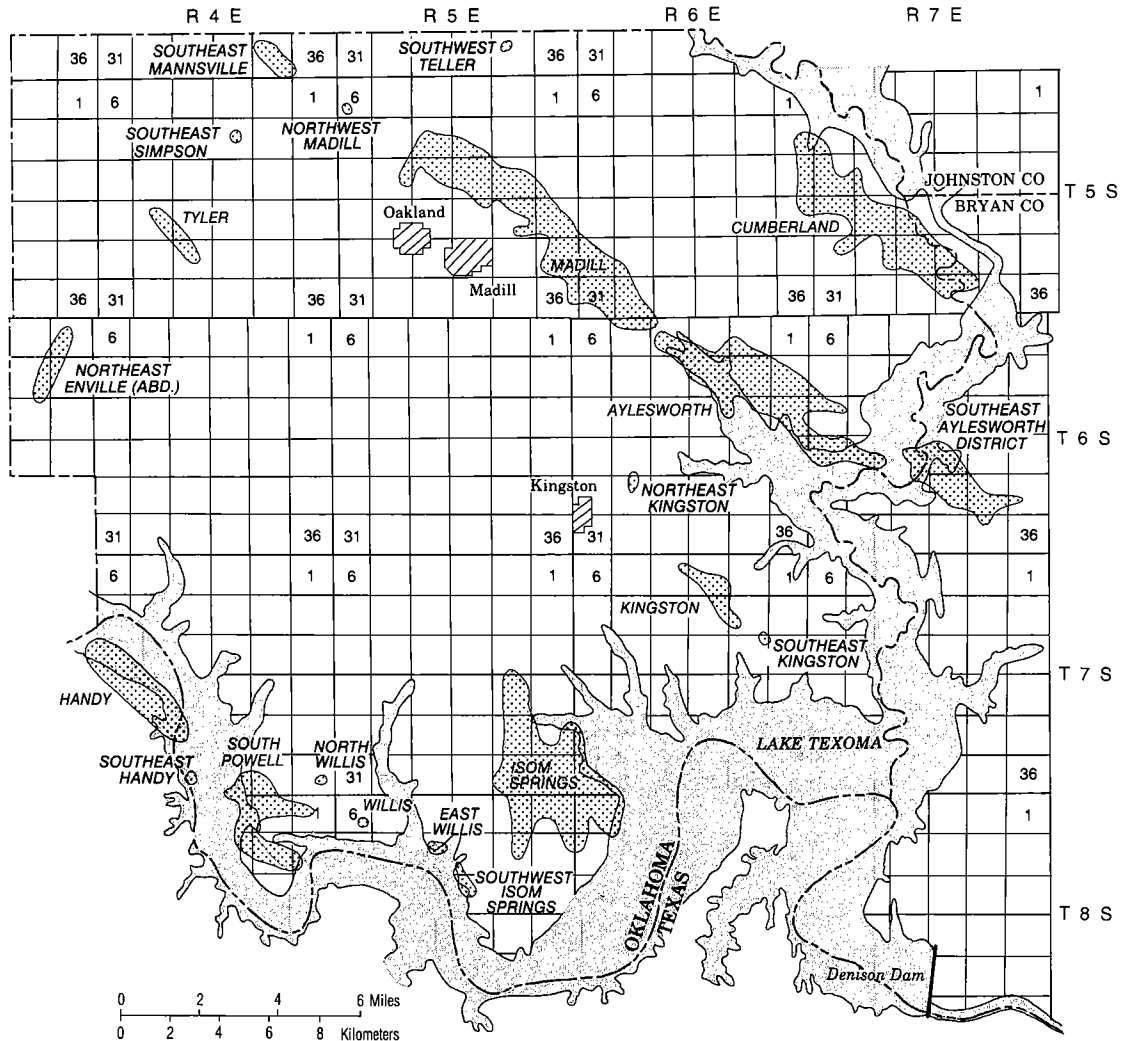 R 4 E R 5 E R 6 E R 7 E
SOUTHEAST
MANNSVILLE
SOUTHWEST
TELLER
36 31 36 31 36 31
1 6 1 6 1 6 1 1
NORTHWEST
MADILL
SOUTHEAST
SIMPSON
JOHNSTON CO
BRYAN CO
T 5 S
TYLER
Oakland
Madill
MADILL
CUMBERLAND
36 31 36 31 36 31 36 31 36
6 1 6 1 6 1 6
NORTHEAST
ENVILLE (ABD.)
AYLESWORTH
SOUTHEAST
AYLESWORTH
DISTRICT
T 6 S
Kingston
NORTHEAST
KINGSTON
31 36 31 36 31 36 36
6 1 6 1 6 1 6 1
KINGSTON
SOUTHEAST
KINGSTON
T 7 S
HANDY
SOUTHEAST
HANDY
SOUTH
POWELL
NORTH
WILLIS
31
ISOM
SPRINGS
LAKE TEXOMA
36
6
WILLIS
1
EAST
WILLIS
SOUTHWEST
ISOM
SPRINGS
OKLAHOMA
TEXAS
T 8 S
Denison Dam
0 2 4 6 Miles
0 2 4 6 8 Kilometers